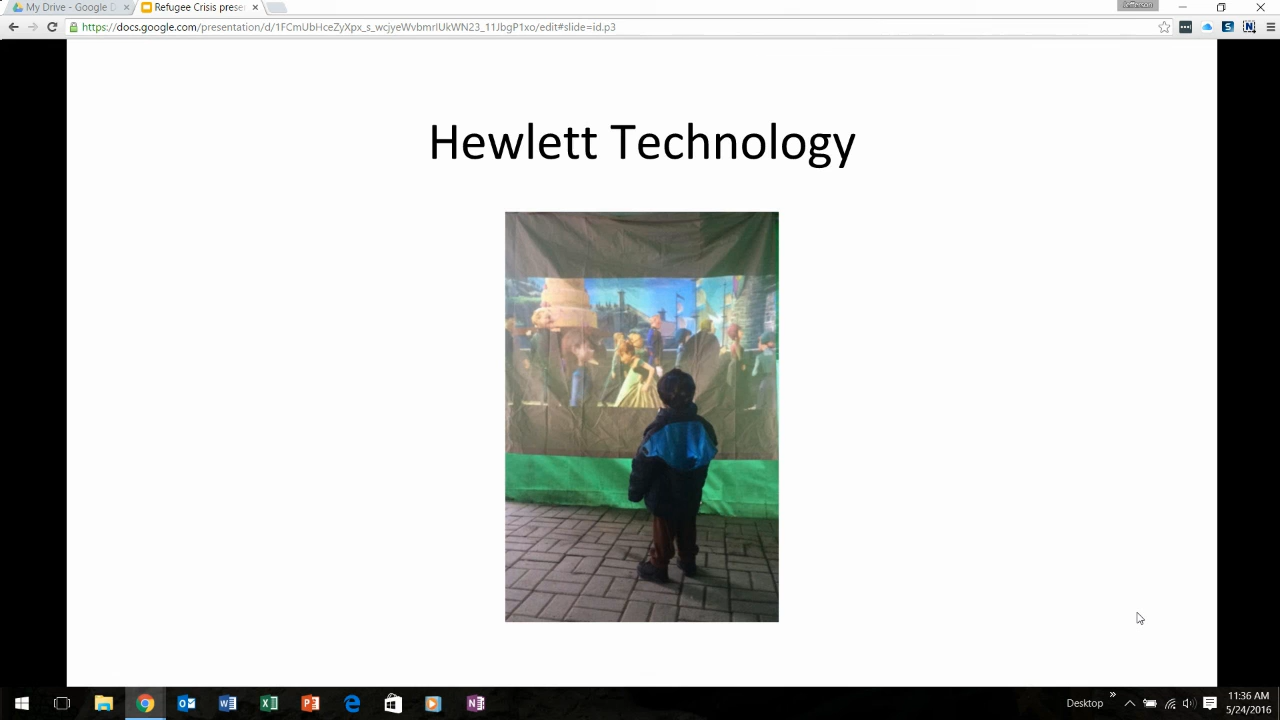 My Drive - Google D
Refugee Crisis prese
https://docs.google.com/presentation/d/1FCmUbHceZyXpx_s_wcjyeWvbmrIUkWN23_11JbgP1xo/edit#slide=id.p3
Hewlett Technology
Desktop
11:36 AM
5/24/2016